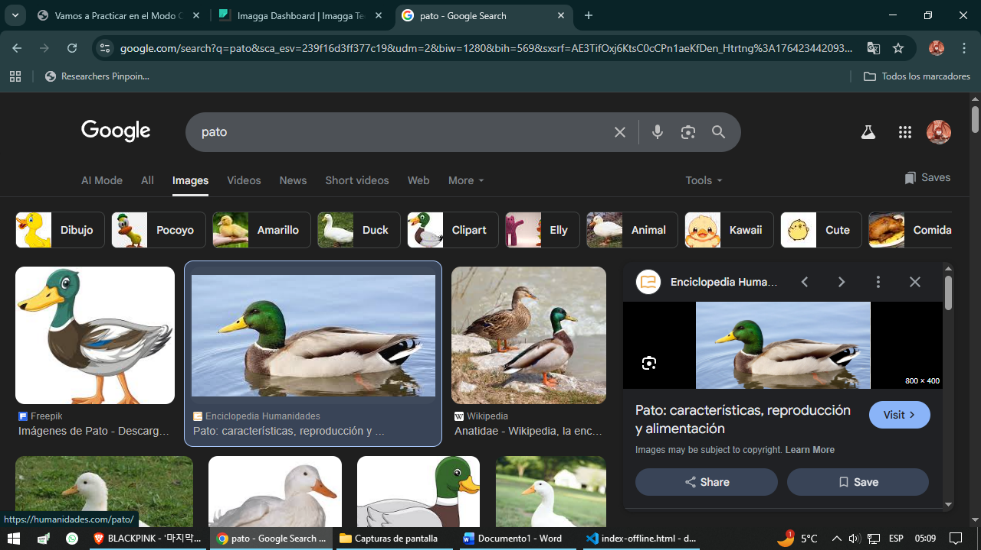 Vamos a Practicar en el Modo C
Imagga Dashboard | Imagga Te
pato - Google Search
google.com/search?q=pato&sca_esv=239f16d3ff377c19&udm=2&biw=1280&bih=569&sxsrf=AE3TifOxj6KtsC0cCPn1aeKfDen_Htrtng%3A176423442093...
Researchers Pinpoin...
Todos los marcadores
Google
pato
AI Mode
All
Images
Videos
News
Short videos
Web
More
Tools
Saves
Dibujo
Pocoyo
Amarillo
Duck
Clipart
Elly
Animal
Kawaii
Cute
Comida
Enciclopedia Huma...
800 × 400
Freepik
Imágenes de Pato - Descarg...
Enciclopedia Humanidades
Pato: características, reproducción y ...
Wikipedia
Anatidae - Wikipedia, la enc...
Pato: características, reproducción
y alimentación
Visit
Images may be subject to copyright. Learn More
Share
Save
https://humanidades.com/pato/
BLACKPINK - '마지막...
pato - Google Search ...
Capturas de pantalla
Documento1 - Word
index-offline.html - d...
5°C
ESP
05:09